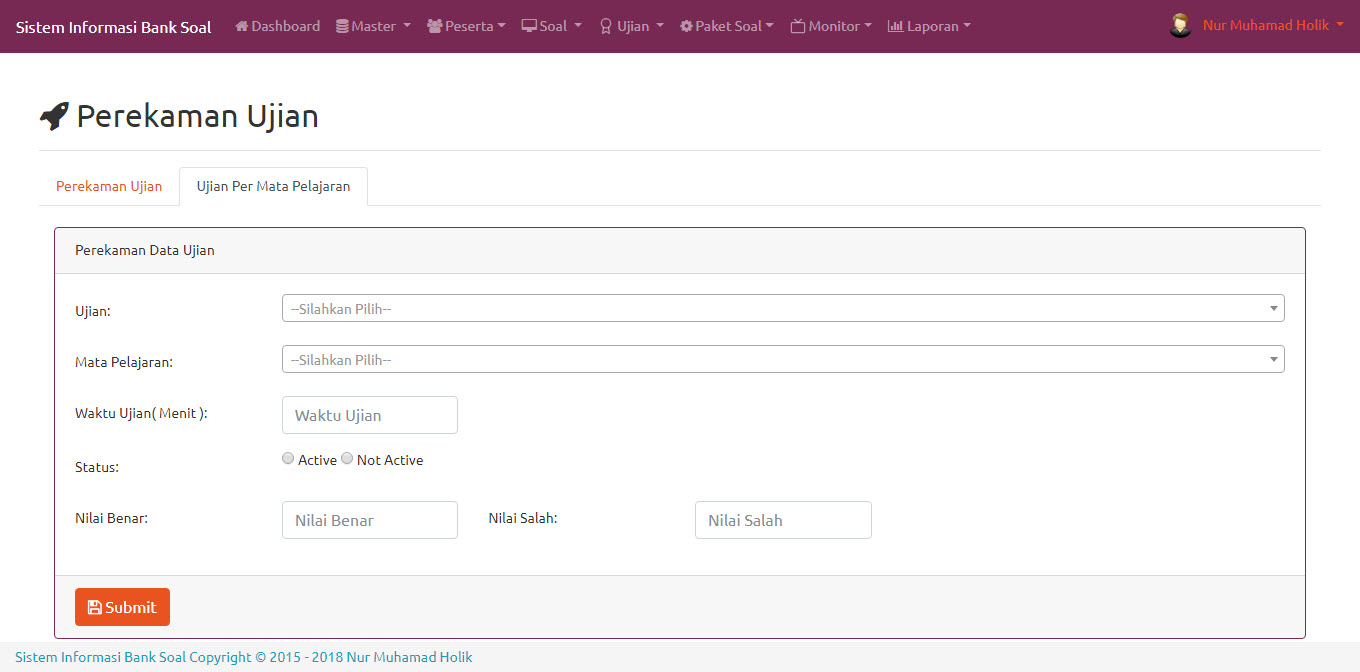 Sistem Informasi Bank Soal Dashboard Master Peserta Soal Ujian Paket Soal Monitor Laporan Nur Muhamad Holik
Perekaman Ujian
Perekaman Ujian Ujian Per Mata Pelajaran
Perekaman Data Ujian
Ujian: --Silahkan Pilih--
Mata Pelajaran: --Silahkan Pilih--
Waktu Ujian( Menit ): Waktu Ujian
Status: Active Not Active
Nilai Benar: Nilai Benar Nilai Salah: Nilai Salah
Submit
Sistem Informasi Bank Soal Copyright © 2015 - 2018 Nur Muhamad Holik